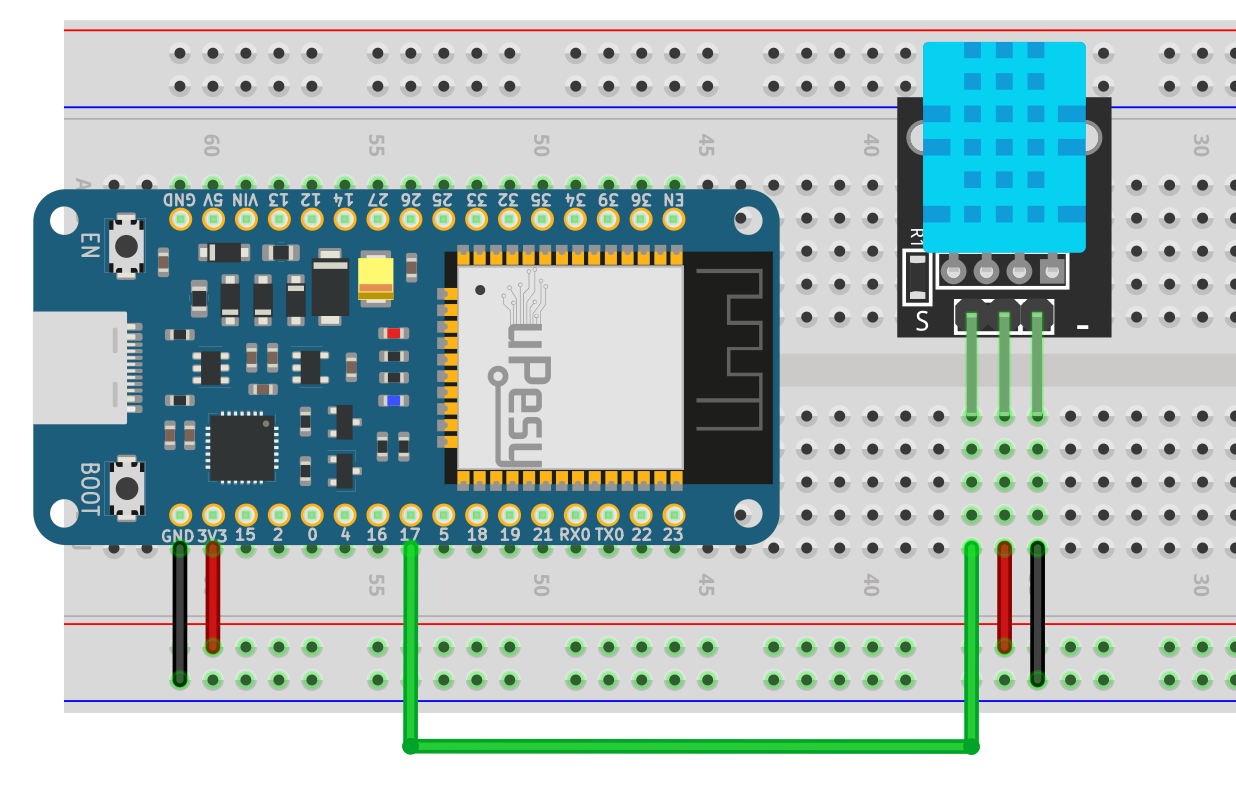 60 55 50 45 40 30
A
GND 5V VIN 13 12 14 27 26 25 33 32 35 34 39 36 EN
EN
R1
S -
uPesy
BOOT
GND 3V3 15 2 0 4 16 17 5 18 19 21 RX0 TX0 22 23
55 50 45 40 30